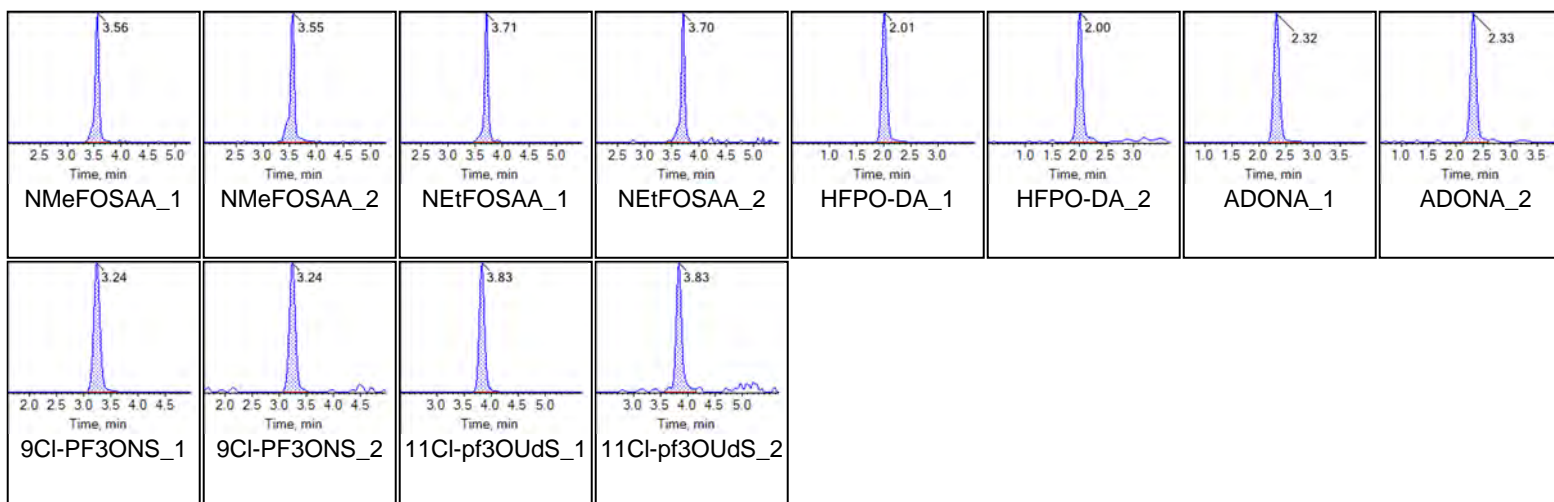 3.56
2.5 3.0 3.5 4.0 4.5 5.0
Time, min
NMeFOSAA_1
3.55
2.5 3.0 3.5 4.0 4.5 5.0
Time, min
NMeFOSAA_2
3.71
2.5 3.0 3.5 4.0 4.5 5.0
Time, min
NEtFOSAA_1
3.70
2.5 3.0 3.5 4.0 4.5 5.0
Time, min
NEtFOSAA_2
2.01
1.0 1.5 2.0 2.5 3.0
Time, min
HFPO-DA_1
2.00
1.0 1.5 2.0 2.5 3.0
Time, min
HFPO-DA_2
2.32
1.0 1.5 2.0 2.5 3.0 3.5
Time, min
ADONA_1
2.33
1.0 1.5 2.0 2.5 3.0 3.5
Time, min
ADONA_2
3.24
2.0 2.5 3.0 3.5 4.0 4.5
Time, min
9Cl-PF3ONS_1
3.24
2.0 2.5 3.0 3.5 4.0 4.5
Time, min
9Cl-PF3ONS_2
3.83
3.0 3.5 4.0 4.5 5.0
Time, min
11Cl-pf3OUdS_1
3.83
3.0 3.5 4.0 4.5 5.0
Time, min
11Cl-pf3OUdS_2